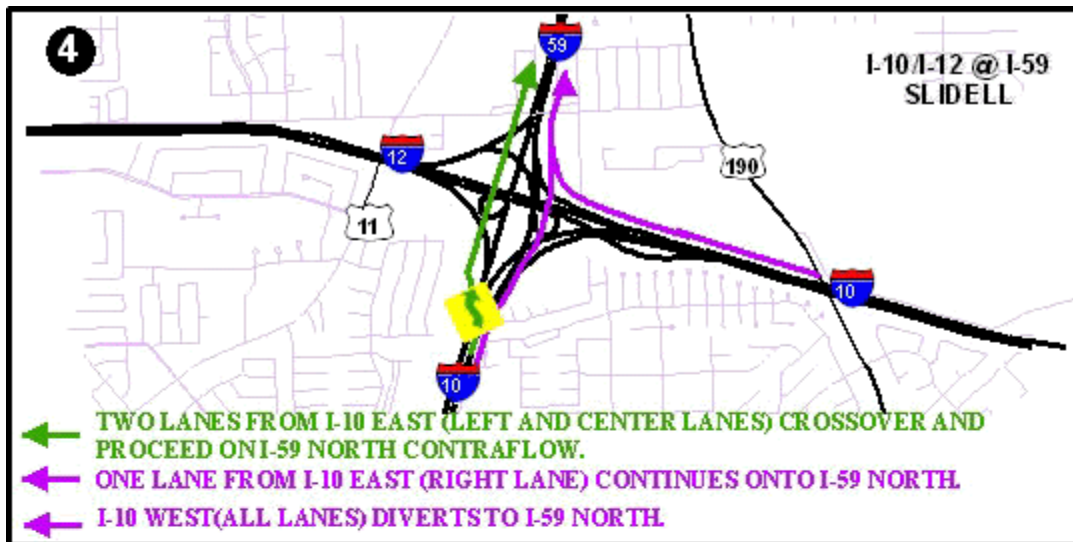 4
59
I-10/I-12 @ I-59
SLIDELL
12
190
11
10
10
TWO LANES FROM I-10 EAST (LEFT AND CENTER LANES) CROSSOVER AND
PROCEED ON I-59 NORTH CONTRAFLOW.
ONE LANE FROM I-10 EAST (RIGHT LANE) CONTINUES ONTO I-59 NORTH.
I-10 WEST(ALL LANES) DIVERTS TO I-59 NORTH.